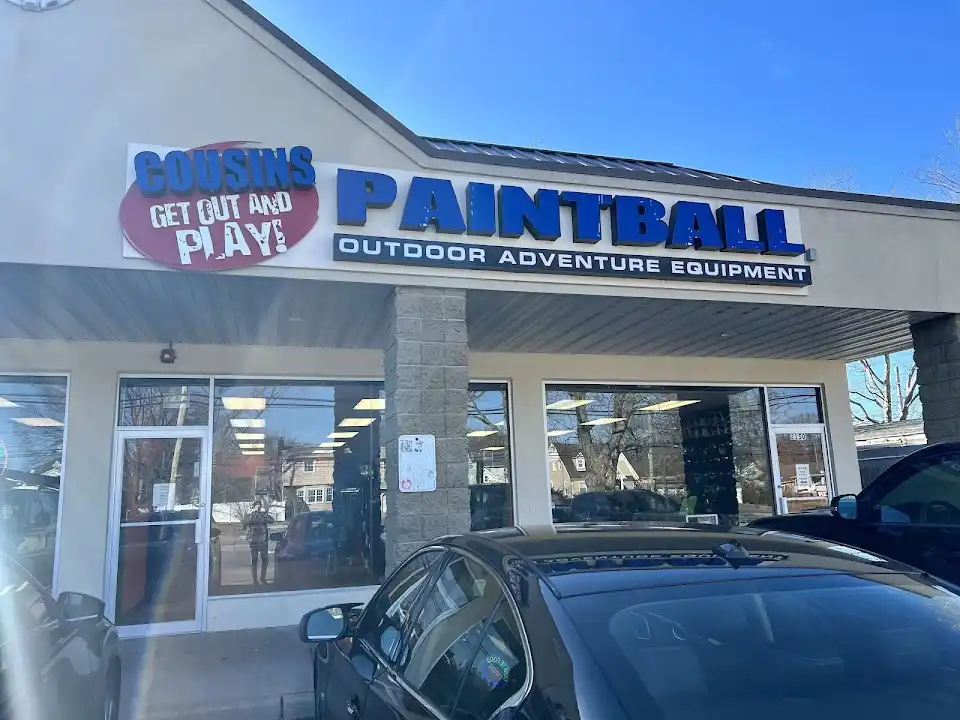 COUSINS
GET OUT AND
PLAY!
PAINTBALL
OUTDOOR ADVENTURE EQUIPMENT